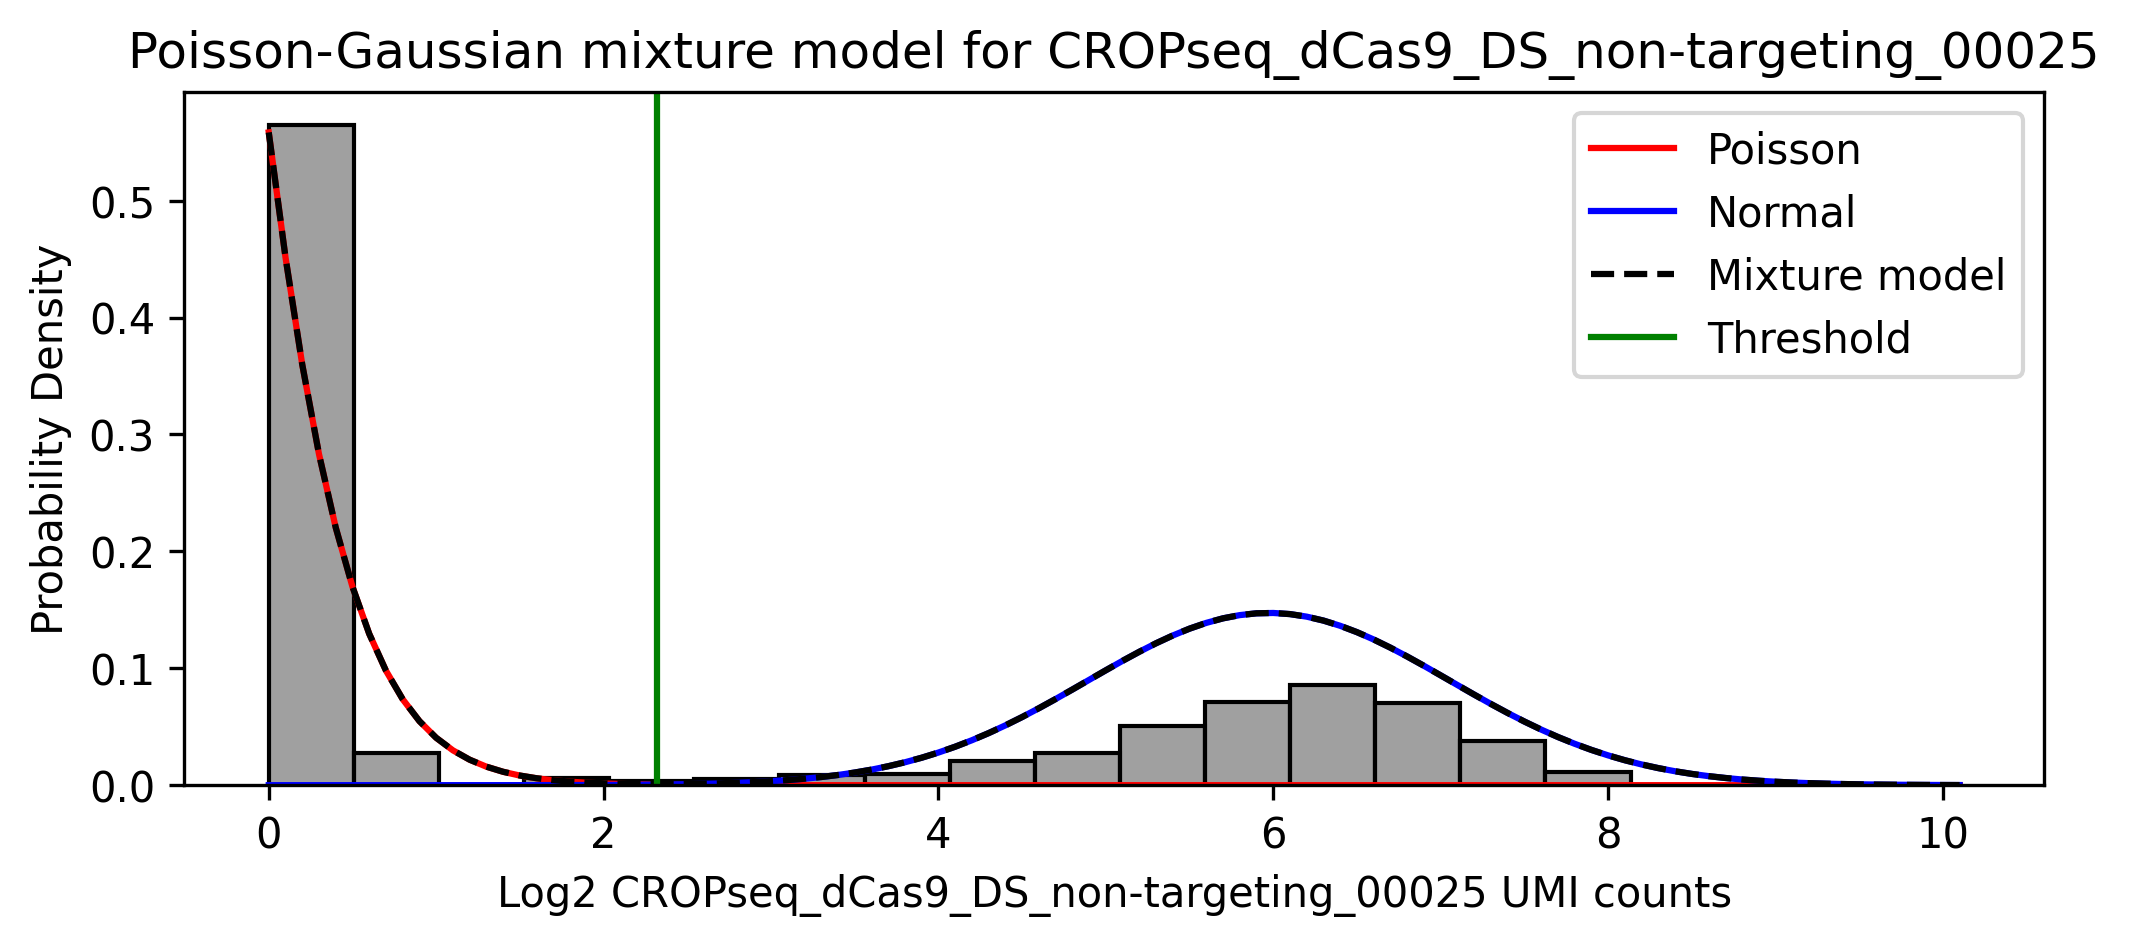 Poisson-Gaussian mixture model for CROPseq_dCas9_DS_non-targeting_00025
Poisson
Normal
Mixture model
Threshold
Probability Density
0.5
0.4
0.3
0.2
0.1
0.0
0 2 4 6 8 10
Log2 CROPseq_dCas9_DS_non-targeting_00025 UMI counts